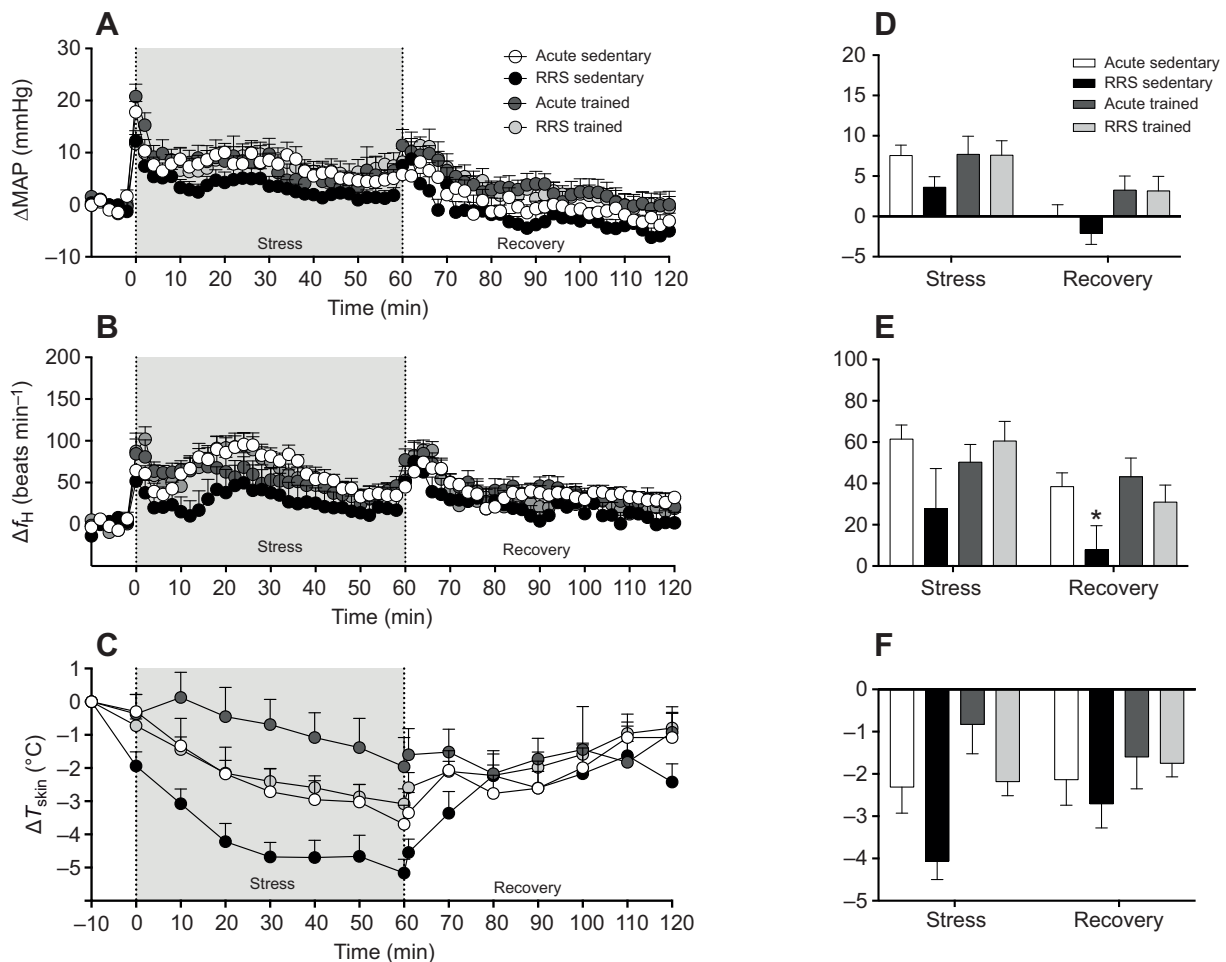 A
30
20
10
0
–10
ΔMAP (mmHg)
Acute sedentary
RRS sedentary
Acute trained
RRS trained
Stress
Recovery
0 10 20 30 40 50 60 70 80 90 100 110 120
Time (min)
D
20
15
10
5
0
–5
Acute sedentary
RRS sedentary
Acute trained
RRS trained
Stress Recovery
B
200
150
100
50
0
ΔfH (beats min–1)
Stress
Recovery
0 10 20 30 40 50 60 70 80 90 100 110 120
Time (min)
E
100
80
60
40
20
0
*
Stress Recovery
C
1
0
–1
–2
–3
–4
–5
ΔTskin (°C)
Stress
Recovery
–10 0 10 20 30 40 50 60 70 80 90 100 110 120
Time (min)
F
0
–1
–2
–3
–4
–5
Stress Recovery